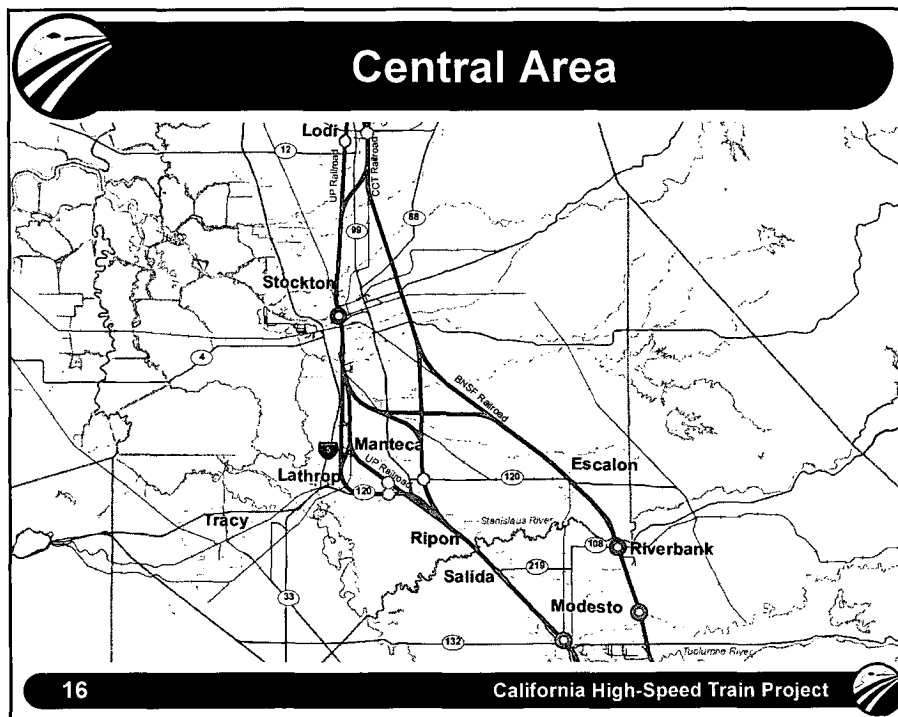 Central Area
Lodi
12
UP Railroad
CCT Railroad
99
88
Stockton
4
BNSF Railroad
5
Manteca
UP Railroad
Lathrop
120
120
Escalon
Tracy
Stanislaus River
Ripon
108
Riverbank
Salida
219
33
Modesto
132
Tuolumne River
16
California High-Speed Train Project